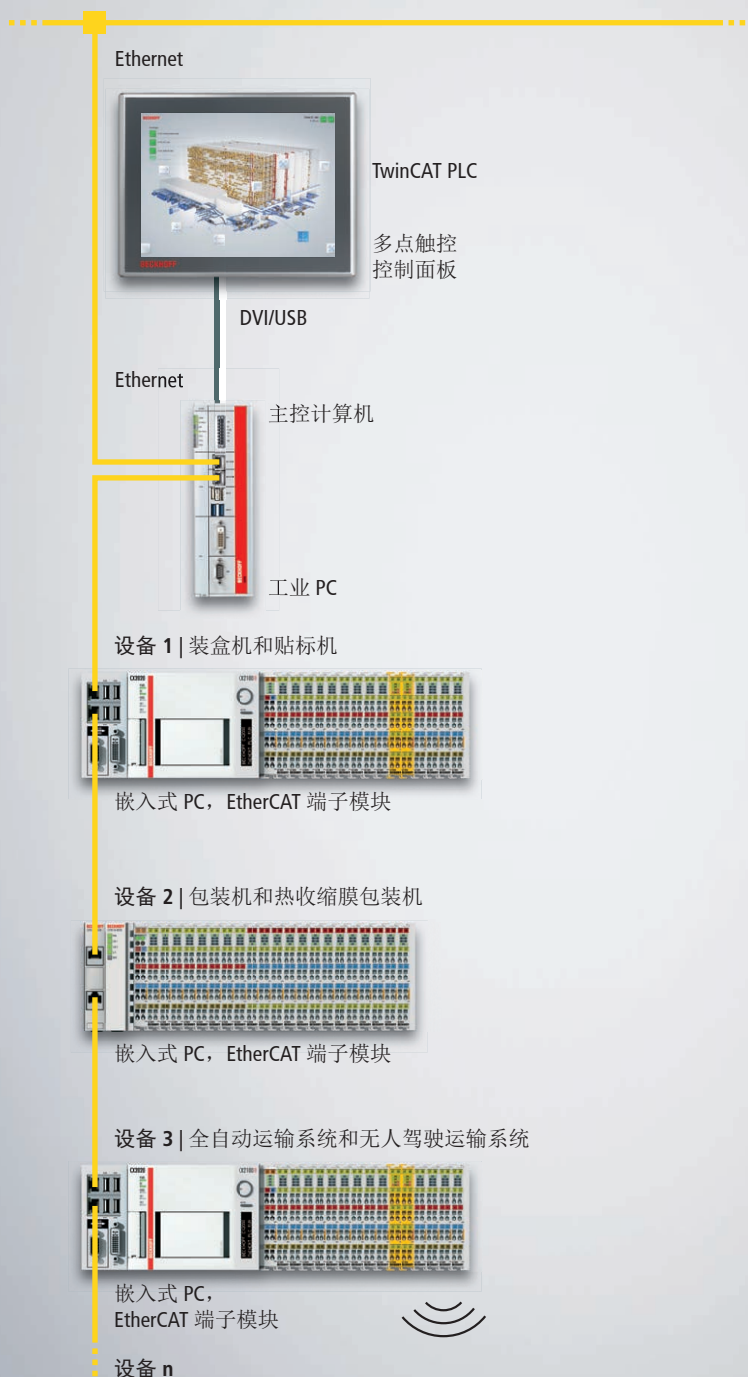 Ethernet
BECKHOFF
TwinCAT PLC
多点触控
控制面板
DVI/USB
Ethernet
主控计算机
工业 PC
设备 1 | 装盒机和贴标机
嵌入式 PC，EtherCAT 端子模块
设备 2 | 包装机和热收缩膜包装机
嵌入式 PC，EtherCAT 端子模块
设备 3 | 全自动运输系统和无人驾驶运输系统
嵌入式 PC，
EtherCAT 端子模块
设备 n